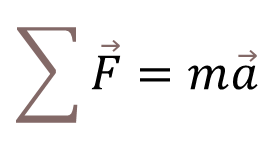 ∑ F⃗ = ma⃗